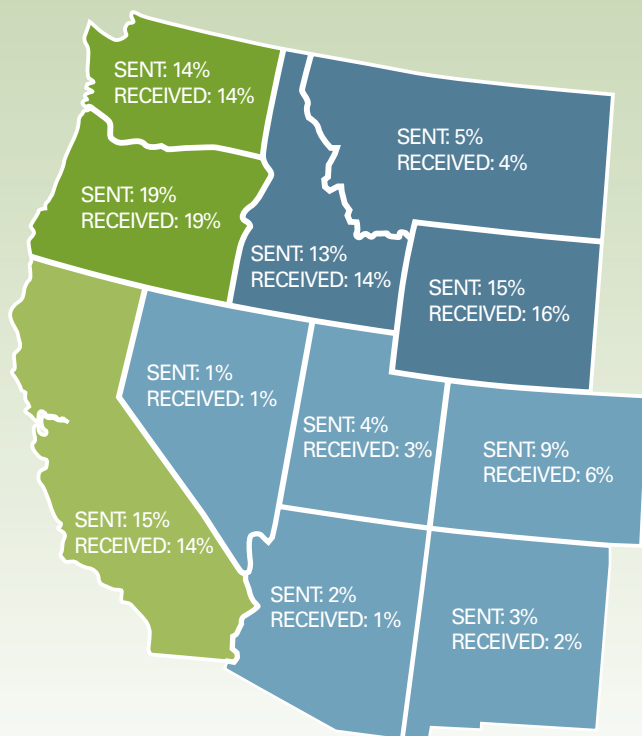 SENT: 14%
RECEIVED: 14%
SENT: 5%
RECEIVED: 4%
SENT: 19%
RECEIVED: 19%
SENT: 13%
RECEIVED: 14%
SENT: 15%
RECEIVED: 16%
SENT: 1%
RECEIVED: 1%
SENT: 4%
RECEIVED: 3%
SENT: 9%
RECEIVED: 6%
SENT: 15%
RECEIVED: 14%
SENT: 2%
RECEIVED: 1%
SENT: 3%
RECEIVED: 2%